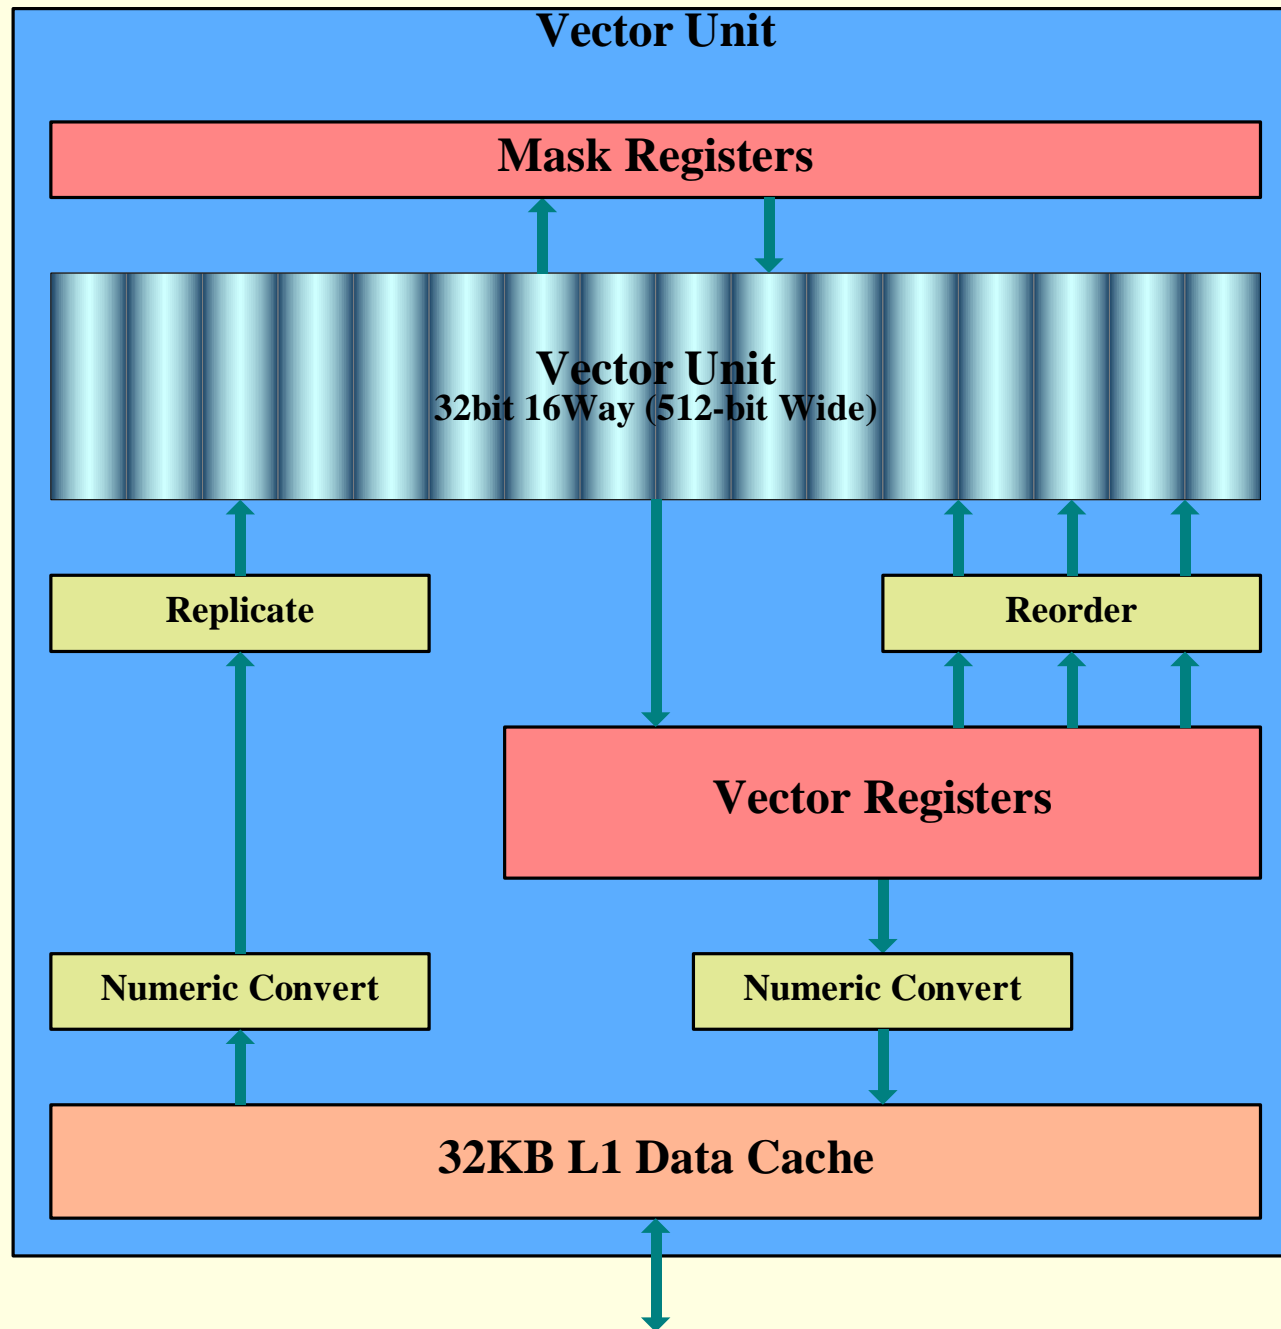 Vector Unit
Mask Registers
Vector Unit
32bit 16Way (512-bit Wide)
Replicate
Reorder
Vector Registers
Numeric Convert
Numeric Convert
32KB L1 Data Cache